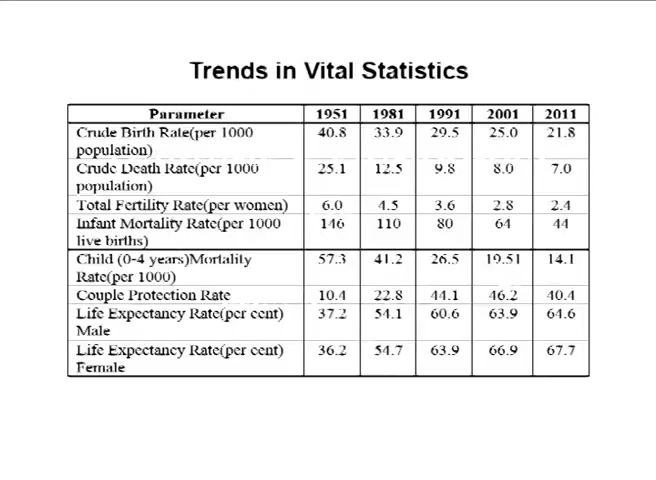 Trends in Vital Statistics
Parameter 1951 1981 1991 2001 2011
Crude Birth Rate(per 1000 40.8 33.9 29.5 25.0 21.8
population)
Crude Death Rate(per 1000 25.1 12.5 9.8 8.0 7.0
population)
Total Fertility Rate(per women) 6.0 4.5 3.6 2.8 2.4
Infant Mortality Rate(per 1000 146 110 80 64 44
live births)
Child (0-4 years)Mortality 57.3 41.2 26.5 19.51 14.1
Rate(per 1000)
Couple Protection Rate 10.4 22.8 44.1 46.2 40.4
Life Expectancy Rate(per cent) 37.2 54.1 60.6 63.9 64.6
Male
Life Expectancy Rate(per cent) 36.2 54.7 63.9 66.9 67.7
Female